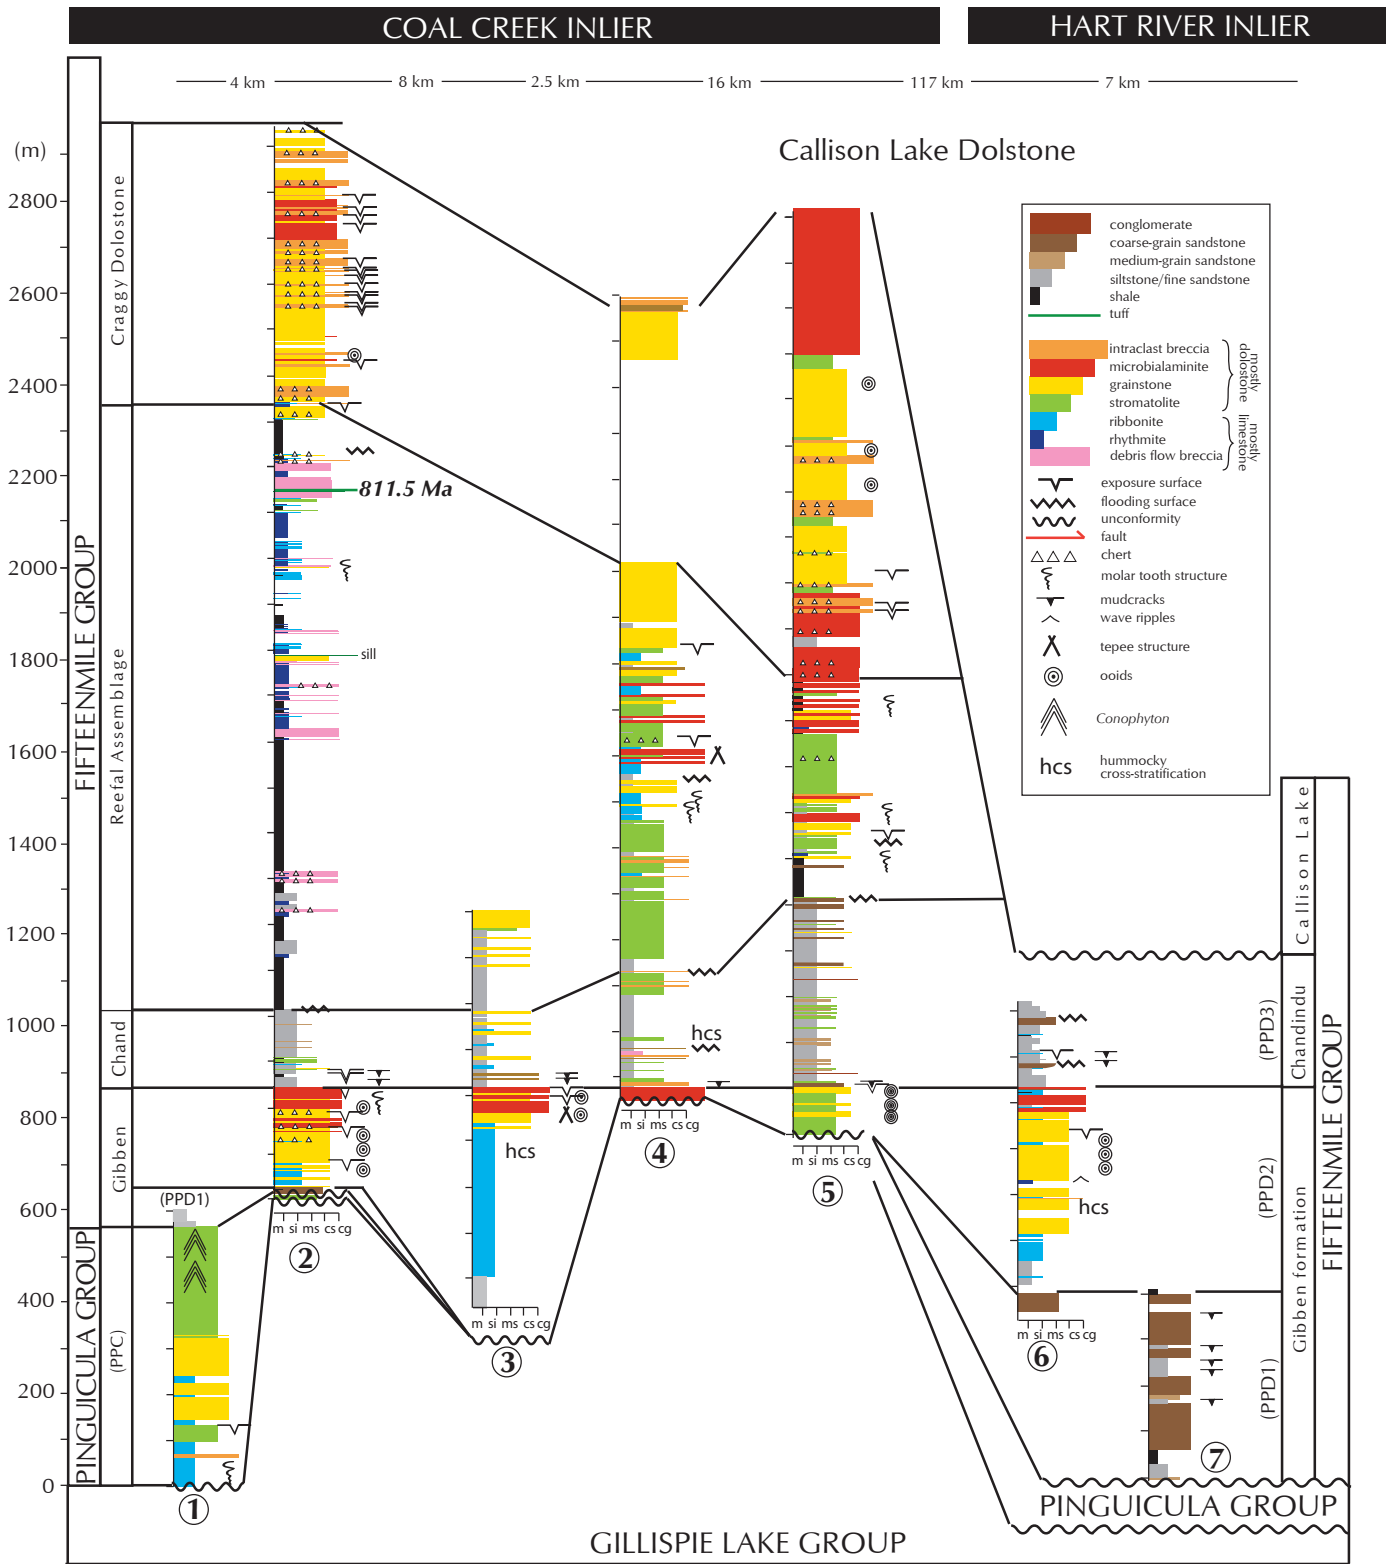 COAL CREEK INLIER
HART RIVER INLIER
4 km
8 km
2.5 km
16 km
117 km
7 km
Callison Lake Dolstone
(m)
2800
2600
2400
2200
2000
1800
1600
1400
1200
1000
800
600
400
200
0
FIFTEENMILE GROUP
PINGUICULA GROUP
Craggy Dolostone
Reefal Assemblage
Chand
Gibben
(PPC)
(PPD1)
811.5 Ma
sill
hcs
hcs
hcs
m si ms cs cg
m si ms cs cg
m si ms cs cg
m si ms cs cg
m si ms cs cg
1
2
3
4
5
6
7
conglomerate
coarse-grain sandstone
medium-grain sandstone
siltstone/fine sandstone
shale
tuff
intraclast breccia
microbialaminite
grainstone
stromatolite
mostly
dolostone
ribbonite
rhythmite
debris flow breccia
mostly
limestone
exposure surface
flooding surface
unconformity
fault
chert
molar tooth structure
mudcracks
wave ripples
tepee structure
ooids
Conophyton
hcs
hummocky
cross-stratification
Callison Lake
Chandindu
(PPD3)
Gibben formation
(PPD2)
(PPD1)
FIFTEENMILE GROUP
PINGUICULA GROUP
GILLISPIE LAKE GROUP